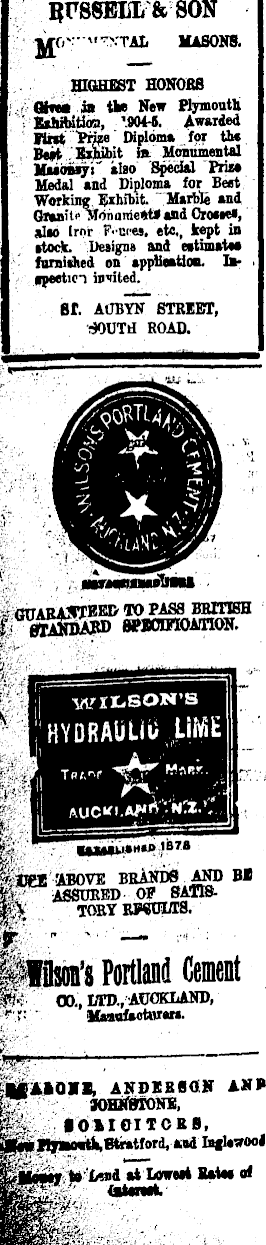 RUSSELL & SON
MONUMENTAL MASONS.
HIGHEST HONORS
Given in the New Plymouth
Exhibition, 1904-5. Awarded
First Prize Diploma for the
Best Exhibit in Monumental
Masonry; also Special Prize
Medal and Diploma for Best
Working Exhibit. Marble and
Granite Monuments and Crosses,
also Iron Fences, etc., kept in
stock. Designs and estimates
furnished on application. In-
spection invited.
ST. AUBYN STREET,
SOUTH ROAD.
WILSON'S PORTLAND CEMENT
AUCKLAND N.Z.
GUARANTEED TO PASS BRITISH
STANDARD SPECIFICATION.
WILSON'S
HYDRAULIC LIME
TRADE MARK.
AUCKLAND N.Z.
ESTABLISHED 1878
USE ABOVE BRANDS AND BE
ASSURED OF SATIS-
TORY RESULTS.
Wilson's Portland Cement
CO., LTD., AUCKLAND,
Manufacturers.
ANDERSON AND
JOHNSTONE,
SOLICITORS,
New Plymouth, Stratford, and Inglewood
Money to Lend at Lowest Rates of
Interest.